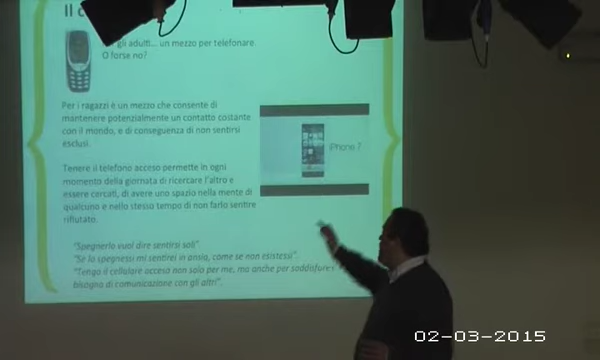 Il
gli adulti... un mezzo per telefonare.
O forse no?
Per i ragazzi è un mezzo che consente di
mantenere potenzialmente un contatto costante
con il mondo, e di conseguenza di non sentirsi
esclusi.
iPhone 7
Tenere il telefono acceso permette in ogni
momento della giornata di ricercare l'altro e
essere cercati, di avere uno spazio nella mente di
qualcuno e nello stesso tempo di non farlo sentire
rifiutato.
"Spegnerlo vuol dire sentirsi soli".
"Se lo spegnessi mi sentirei in ansia, come se non esistessi".
"Tengo il cellulare acceso non solo per me, ma anche per soddisfare
bisogno di comunicazione con gli altri".
02-03-2015